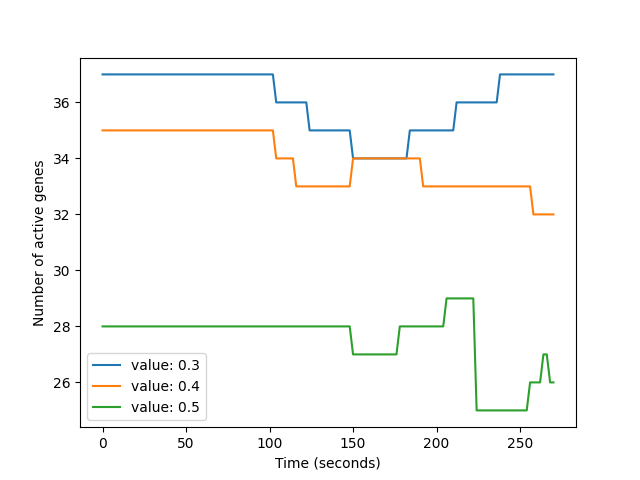 Number of active genes
36
34
32
30
28
26
value: 0.3
value: 0.4
value: 0.5
0 50 100 150 200 250
Time (seconds)